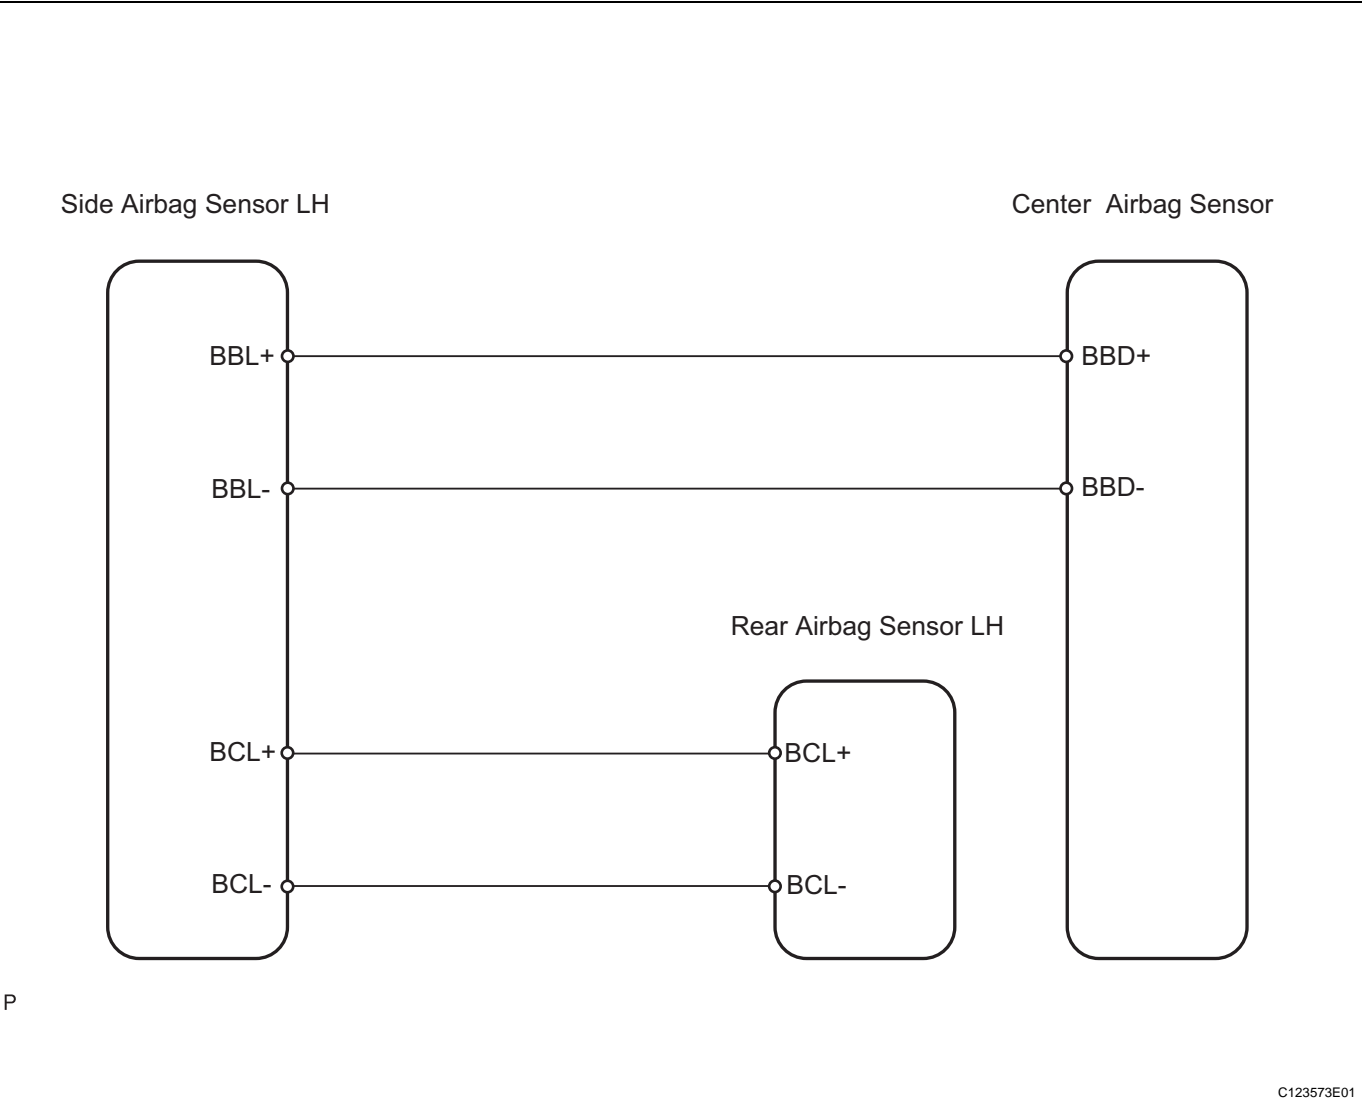 Side Airbag Sensor LH
Center Airbag Sensor
BBL+
BBD+
BBL-
BBD-
Rear Airbag Sensor LH
BCL+
BCL+
BCL-
BCL-
P
C123573E01